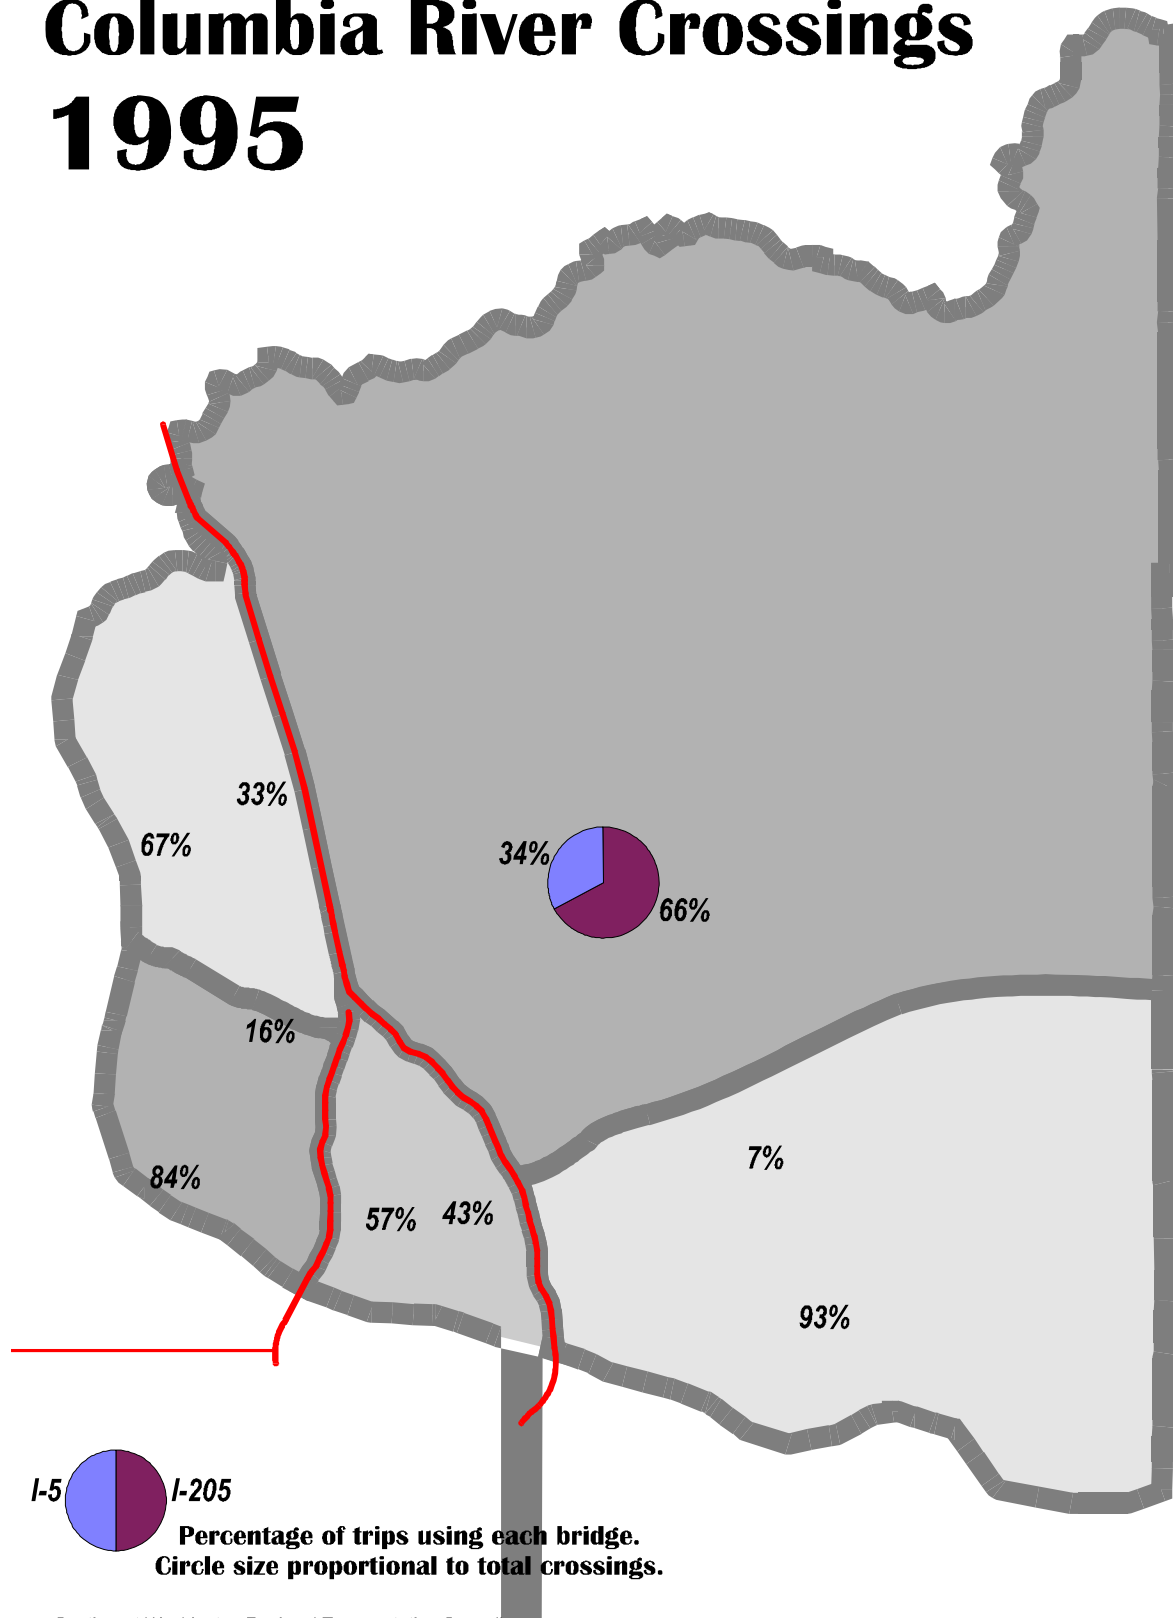 Columbia River Crossings
1995
33%
67%
34%
66%
16%
84%
57%
43%
7%
93%
I-5
I-205
Percentage of trips using each bridge.
Circle size proportional to total crossings.